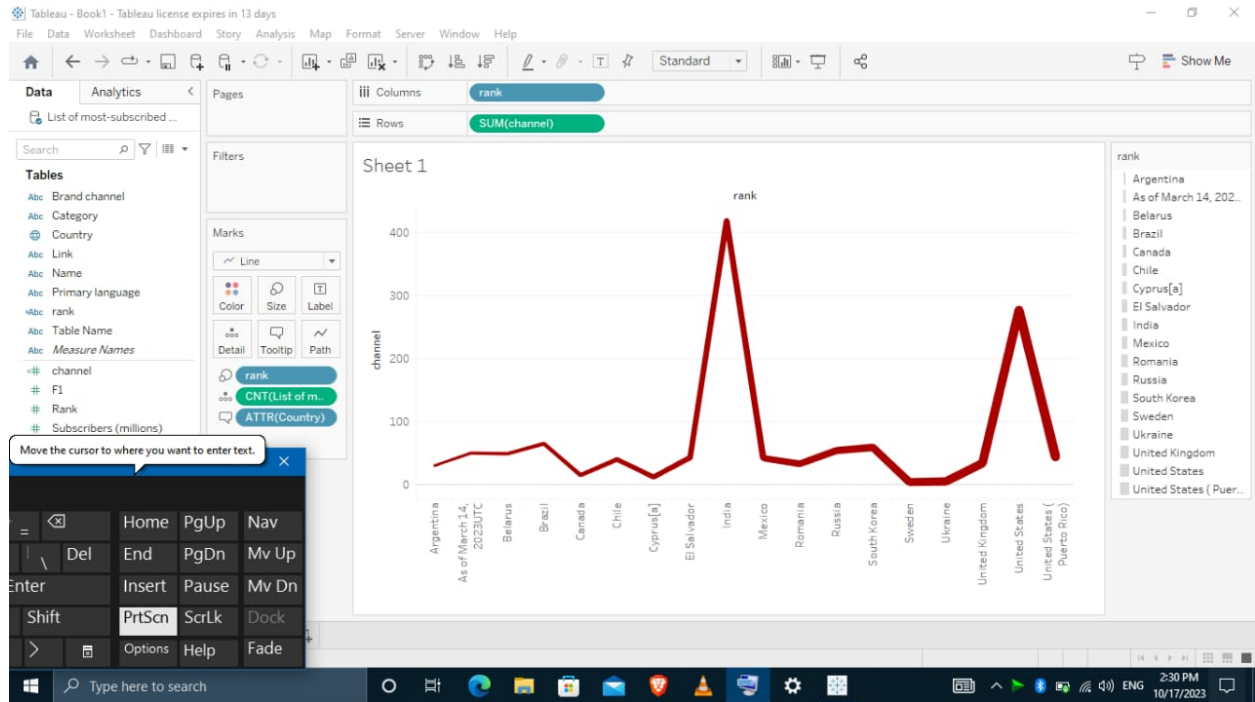 Tableau - Book1 - Tableau license expires in 13 days
File Data Worksheet Dashboard Story Analysis Map Format Server Window Help
Standard
Show Me
Data Analytics
List of most-subscribed ...
Search
Tables
Abc Brand channel
Abc Category
Country
Abc Link
Abc Name
Abc Primary language
Abc rank
Abc Table Name
Abc Measure Names
# channel
# F1
# Rank
# Subscribers (millions)
Pages
Filters
Marks
Line
Color Size Label
Detail Tooltip Path
rank
CNT(List of m..
ATTR(Country)
iii Columns rank
Rows SUM(channel)
Sheet 1
rank
400
300
200
100
0
channel
Argentina
As of March 14, 2023UTC
Belarus
Brazil
Canada
Chile
Cyprus[a]
El Salvador
India
Mexico
Romania
Russia
South Korea
Sweden
Ukraine
United Kingdom
United States
United States ( Puerto Rico)
rank
Argentina
As of March 14, 202..
Belarus
Brazil
Canada
Chile
Cyprus[a]
El Salvador
India
Mexico
Romania
Russia
South Korea
Sweden
Ukraine
United Kingdom
United States
United States ( Puer..
Move the cursor to where you want to enter text.
Home PgUp Nav
Del End PgDn Mv Up
Enter Insert Pause Mv Dn
Shift PrtScn ScrLk Dock
Options Help Fade
Type here to search
ENG
2:30 PM
10/17/2023